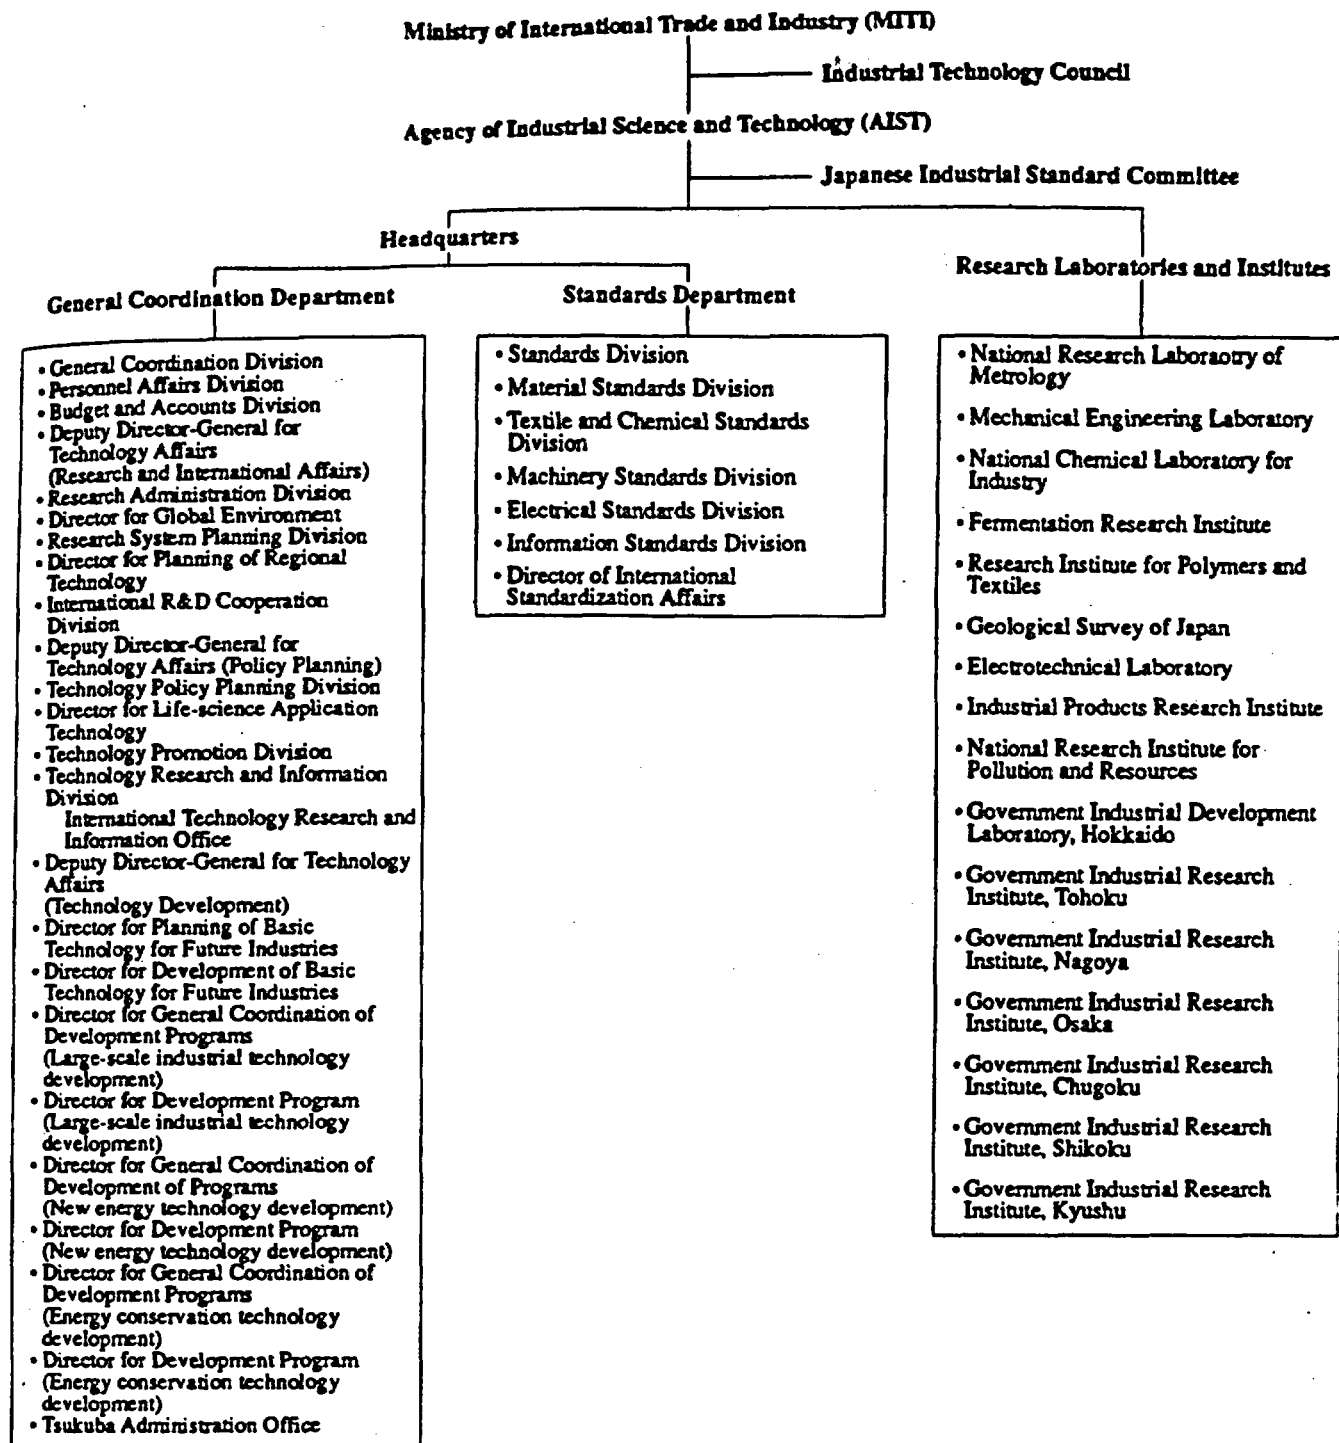 Ministry of International Trade and Industry (MITI)
Industrial Technology Council
Agency of Industrial Science and Technology (AIST)
Japanese Industrial Standard Committee
Headquarters
General Coordination Department
• General Coordination Division
• Personnel Affairs Division
• Budget and Accounts Division
• Deputy Director-General for
Technology Affairs
(Research and International Affairs)
• Research Administration Division
• Director for Global Environment
• Research System Planning Division
• Director for Planning of Regional
Technology
• International R&D Cooperation
Division
• Deputy Director-General for
Technology Affairs (Policy Planning)
• Technology Policy Planning Division
• Director for Life-science Application
Technology
• Technology Promotion Division
• Technology Research and Information
Division
International Technology Research and
Information Office
• Deputy Director-General for Technology
Affairs
(Technology Development)
• Director for Planning of Basic
Technology for Future Industries
• Director for Development of Basic
Technology for Future Industries
• Director for General Coordination of
Development Programs
(Large-scale industrial technology
development)
• Director for Development Program
(Large-scale industrial technology
development)
• Director for General Coordination of
Development of Programs
(New energy technology development)
• Director for Development Program
(New energy technology development)
• Director for General Coordination of
Development Programs
(Energy conservation technology
development)
• Director for Development Program
(Energy conservation technology
development)
• Tsukuba Administration Office
Standards Department
• Standards Division
• Material Standards Division
• Textile and Chemical Standards
Division
• Machinery Standards Division
• Electrical Standards Division
• Information Standards Division
• Director of International
Standardization Affairs
Research Laboratories and Institutes
• National Research Laboraotry of
Metrology
• Mechanical Engineering Laboratory
• National Chemical Laboratory for
Industry
• Fermentation Research Institute
• Research Institute for Polymers and
Textiles
• Geological Survey of Japan
• Electrotechnical Laboratory
• Industrial Products Research Institute
• National Research Institute for
Pollution and Resources
• Government Industrial Development
Laboratory, Hokkaido
• Government Industrial Research
Institute, Tohoku
• Government Industrial Research
Institute, Nagoya
• Government Industrial Research
Institute, Osaka
• Government Industrial Research
Institute, Chugoku
• Government Industrial Research
Institute, Shikoku
• Government Industrial Research
Institute, Kyushu